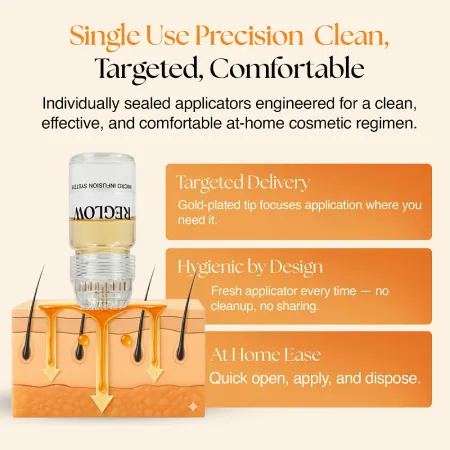 Single Use Precision Clean,
Targeted, Comfortable
Individually sealed applicators engineered for a clean,
effective, and comfortable at-home cosmetic regimen.
MICRO INFUSION SYSTEM
REGLOW
Targeted Delivery
Gold-plated tip focuses application where you
need it.
Hygienic by Design
Fresh applicator every time — no
cleanup, no sharing.
At Home Ease
Quick open, apply, and dispose.